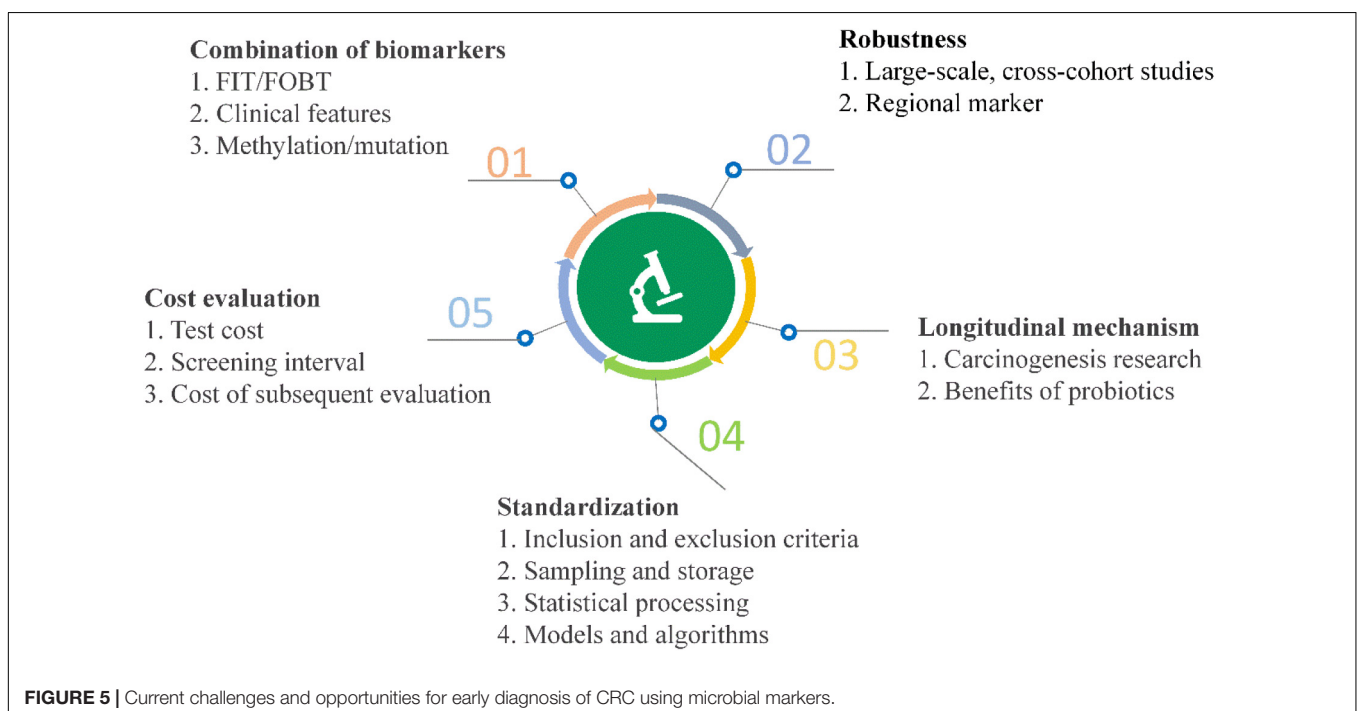 Combination of biomarkers
1. FIT/FOBT
2. Clinical features
3. Methylation/mutation
01
Robustness
1. Large-scale, cross-cohort studies
2. Regional marker
02
Longitudinal mechanism
1. Carcinogenesis research
2. Benefits of probiotics
03
Standardization
1. Inclusion and exclusion criteria
2. Sampling and storage
3. Statistical processing
4. Models and algorithms
04
Cost evaluation
1. Test cost
2. Screening interval
3. Cost of subsequent evaluation
05
FIGURE 5 | Current challenges and opportunities for early diagnosis of CRC using microbial markers.